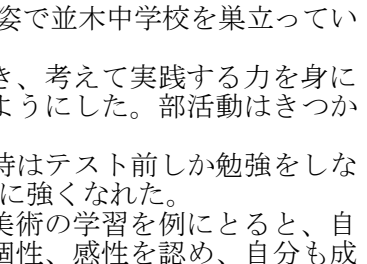 姿で並木中学校を巣立ってい
き、考えて実践する力を身に
ようにした。部活動はきつか
時はテスト前しか勉強をしな
に強くなれた。
美術の学習を例にとると、自
個性、感性を認め、自分も成